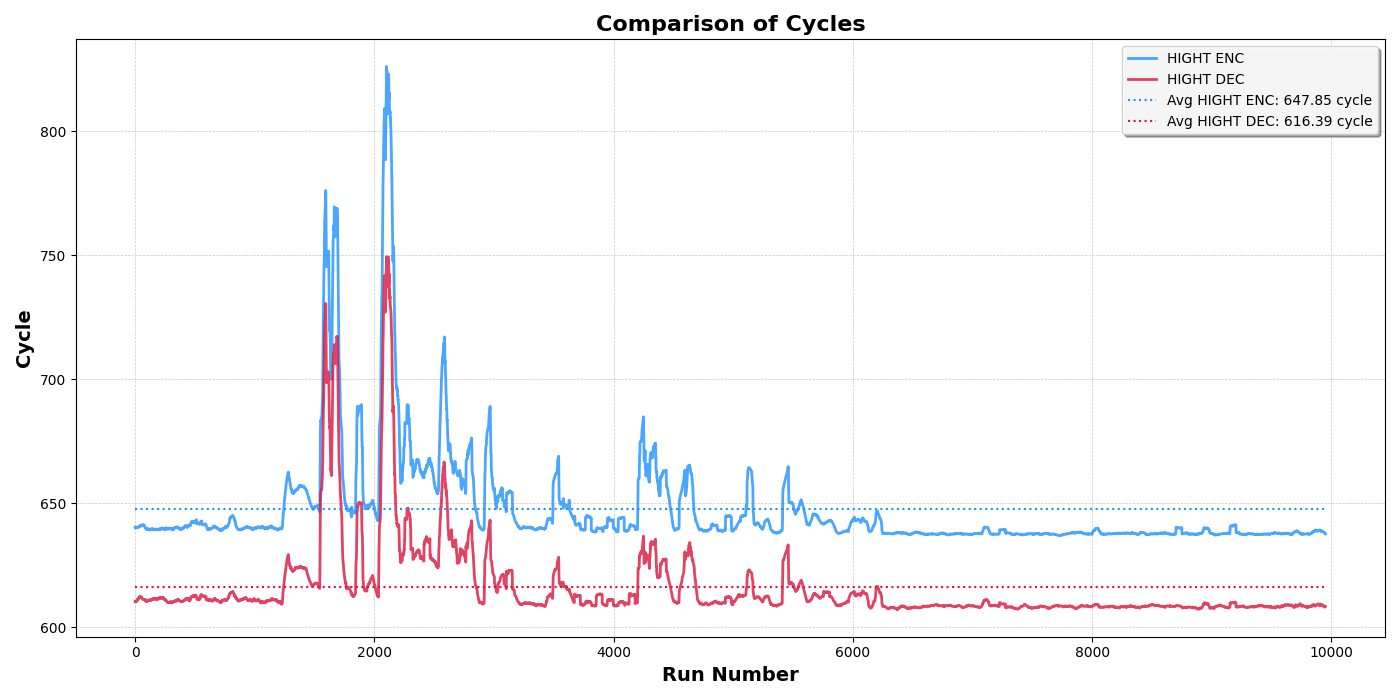 Comparison of Cycles
HIGHT ENC
HIGHT DEC
Avg HIGHT ENC: 647.85 cycle
Avg HIGHT DEC: 616.39 cycle
Cycle
800
750
700
650
600
0
2000
4000
6000
8000
10000
Run Number